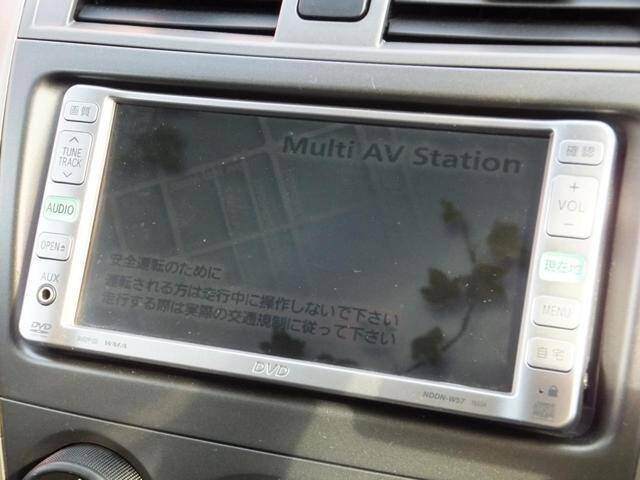 画質
TUNE
TRACK
AUDIO
OPEN
AUX
DVD
WMA
Multi AV Station
安全運転のために
運転される方は走行中に操作しないで下さい
走行する際は実際の交通規制に従って下さい
DVD
NDDN-W57
確認
+
VOL
−
現在地
MENU
自宅